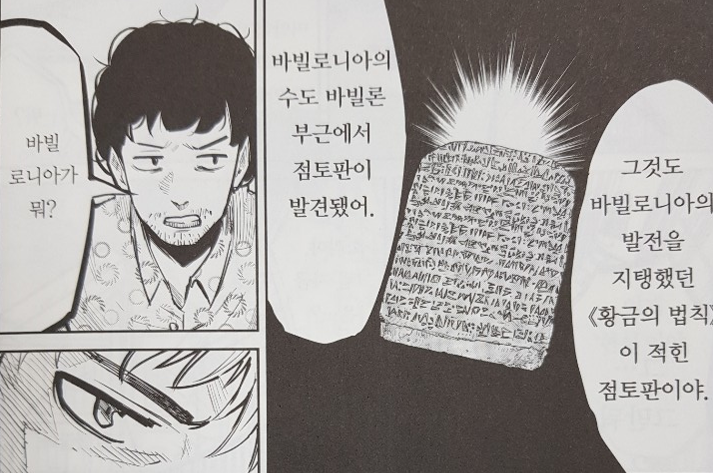 바빌
로니아가
뭐?
바빌로니아의
수도 바빌론
부근에서
점토판이
발견됐어.
그것도
바빌로니아의
발전을
지탱했던
《황금의 법칙》
이 적힌
점토판이야.